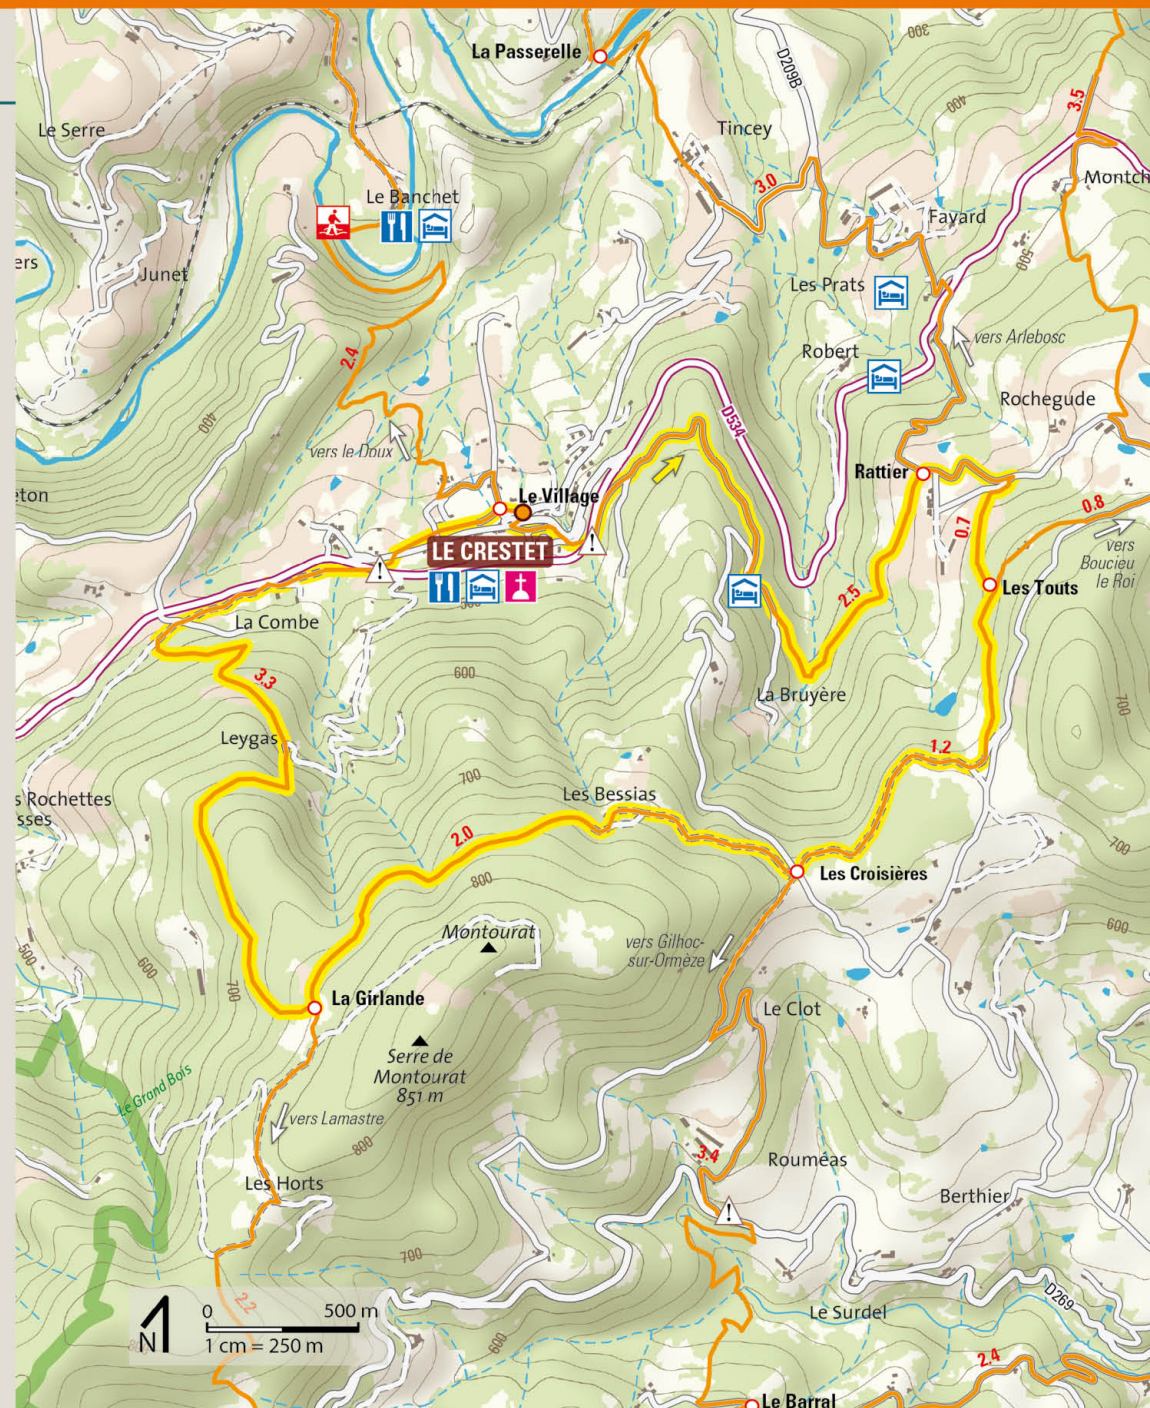 La Passerelle
D209B
300
400
3.5
Le Serre
Tincey
Montch
3.0
Le Banchet
Favard
500
ers
Junet
Les Prats
vers Arlebosc
2.4
Robert
400
D534
Rochegude
vers le Doux
Rattier
eton
Le Village
0.8
0.7
vers
Boucieu
le Roi
!
LE CRESTET
!
Les Touts
2.5
La Combe
600
3.3
La Bruyère
700
Leygas
1.2
700
Les Bessias
s Rochettes
sses
2.0
700
800
Les Croisières
600
Montourat
vers Gilhoc-
sur-Ormèze
500
600
700
La Girlande
Le Clot
Serre de
Montourat
851 m
Le Grand Bois
vers Lamastre
800
3.4
Rouméas
Les Horts
Berthier
!
700
D269
2.2
0 500 m
Le Surdel
N
1 cm = 250 m
600
2.4
Le Barral